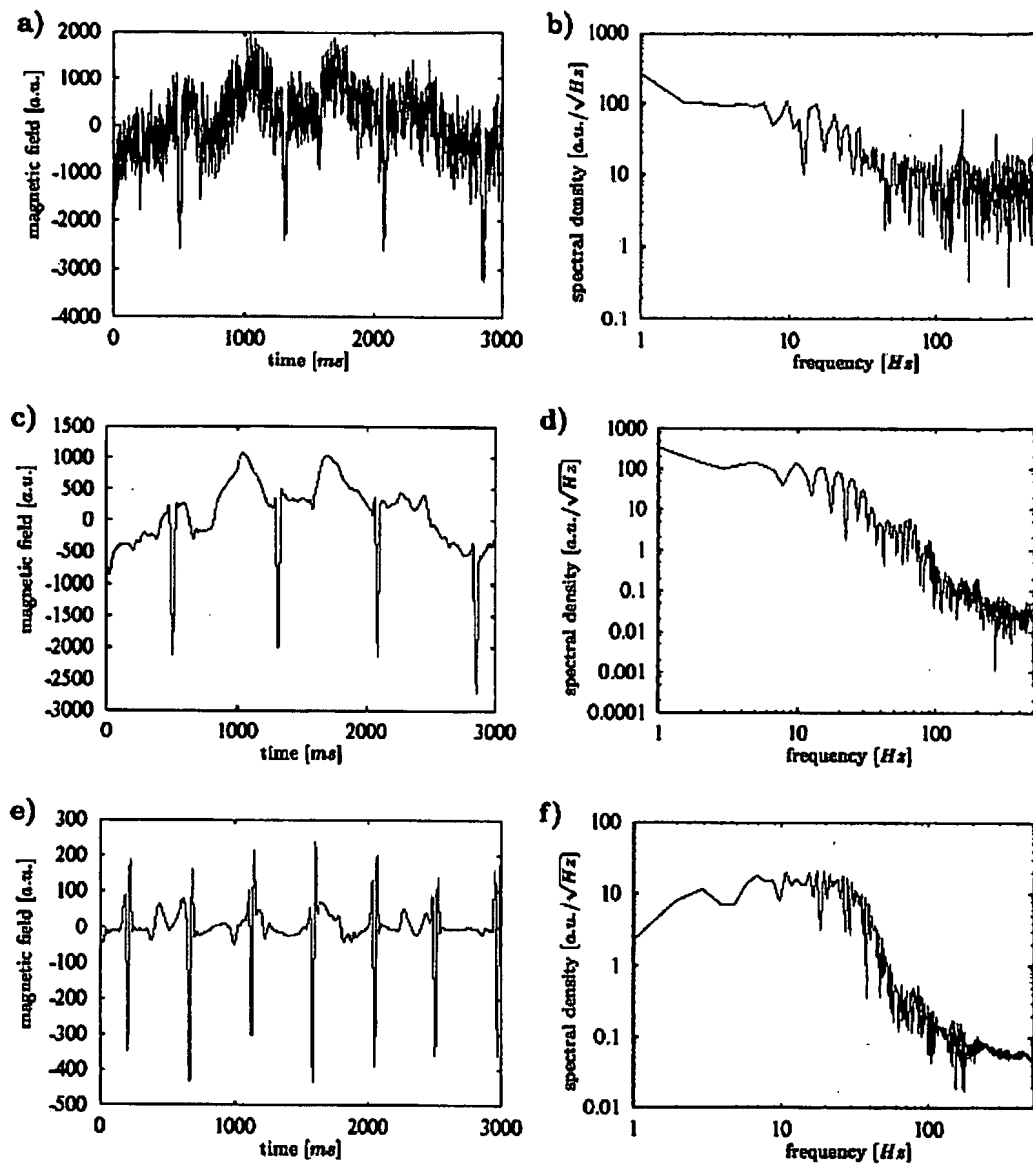 a)
2000
1000
0
-1000
-2000
-3000
-4000
magnetic field [a.u.]
0 1000 2000 3000
time [ms]
b)
1000
100
10
1
0.1
spectral density [a.u./√Hz]
1 10 100
frequency [Hz]
c)
1500
1000
500
0
-500
-1000
-1500
-2000
-2500
-3000
magnetic field [a.u.]
0 1000 2000 3000
time [ms]
d)
1000
100
10
1
0.1
0.01
0.001
0.0001
spectral density [a.u./√Hz]
1 10 100
frequency [Hz]
e)
300
200
100
0
-100
-200
-300
-400
-500
magnetic field [a.u.]
0 1000 2000 3000
time [ms]
f)
100
10
1
0.1
0.01
spectral density [a.u./√Hz]
1 10 100
frequency [Hz]